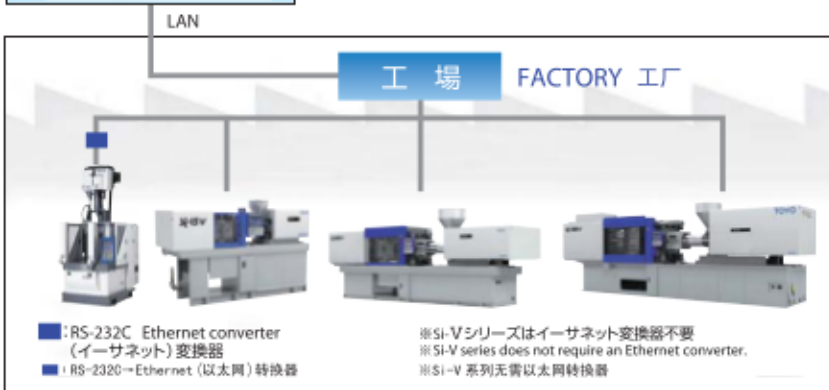 LAN
工 場 FACTORY 工厂
TOYO
:RS-232C Ethernet converter
(イーサネット)変換器
:RS-232C→Ethernet (以太网)转换器
※Si-Vシリーズはイーサネット変換器不要
※Si-V series does not require an Ethernet converter.
※Si-V 系列无需以太网转换器